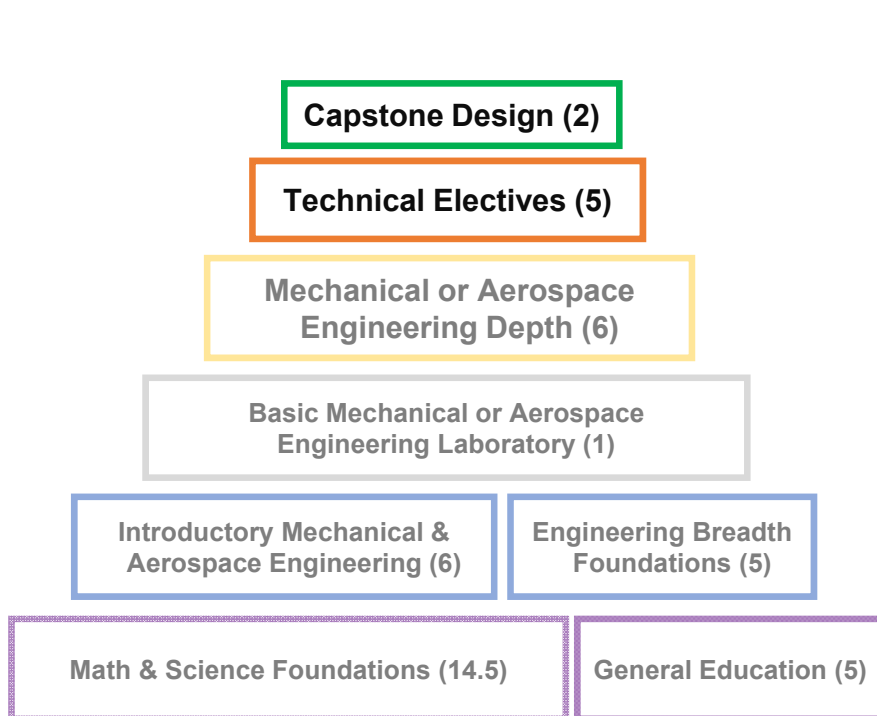 Capstone Design (2)
Technical Electives (5)
Mechanical or Aerospace
Engineering Depth (6)
Basic Mechanical or Aerospace
Engineering Laboratory (1)
Introductory Mechanical &
Aerospace Engineering (6)
Engineering Breadth
Foundations (5)
Math & Science Foundations (14.5)
General Education (5)